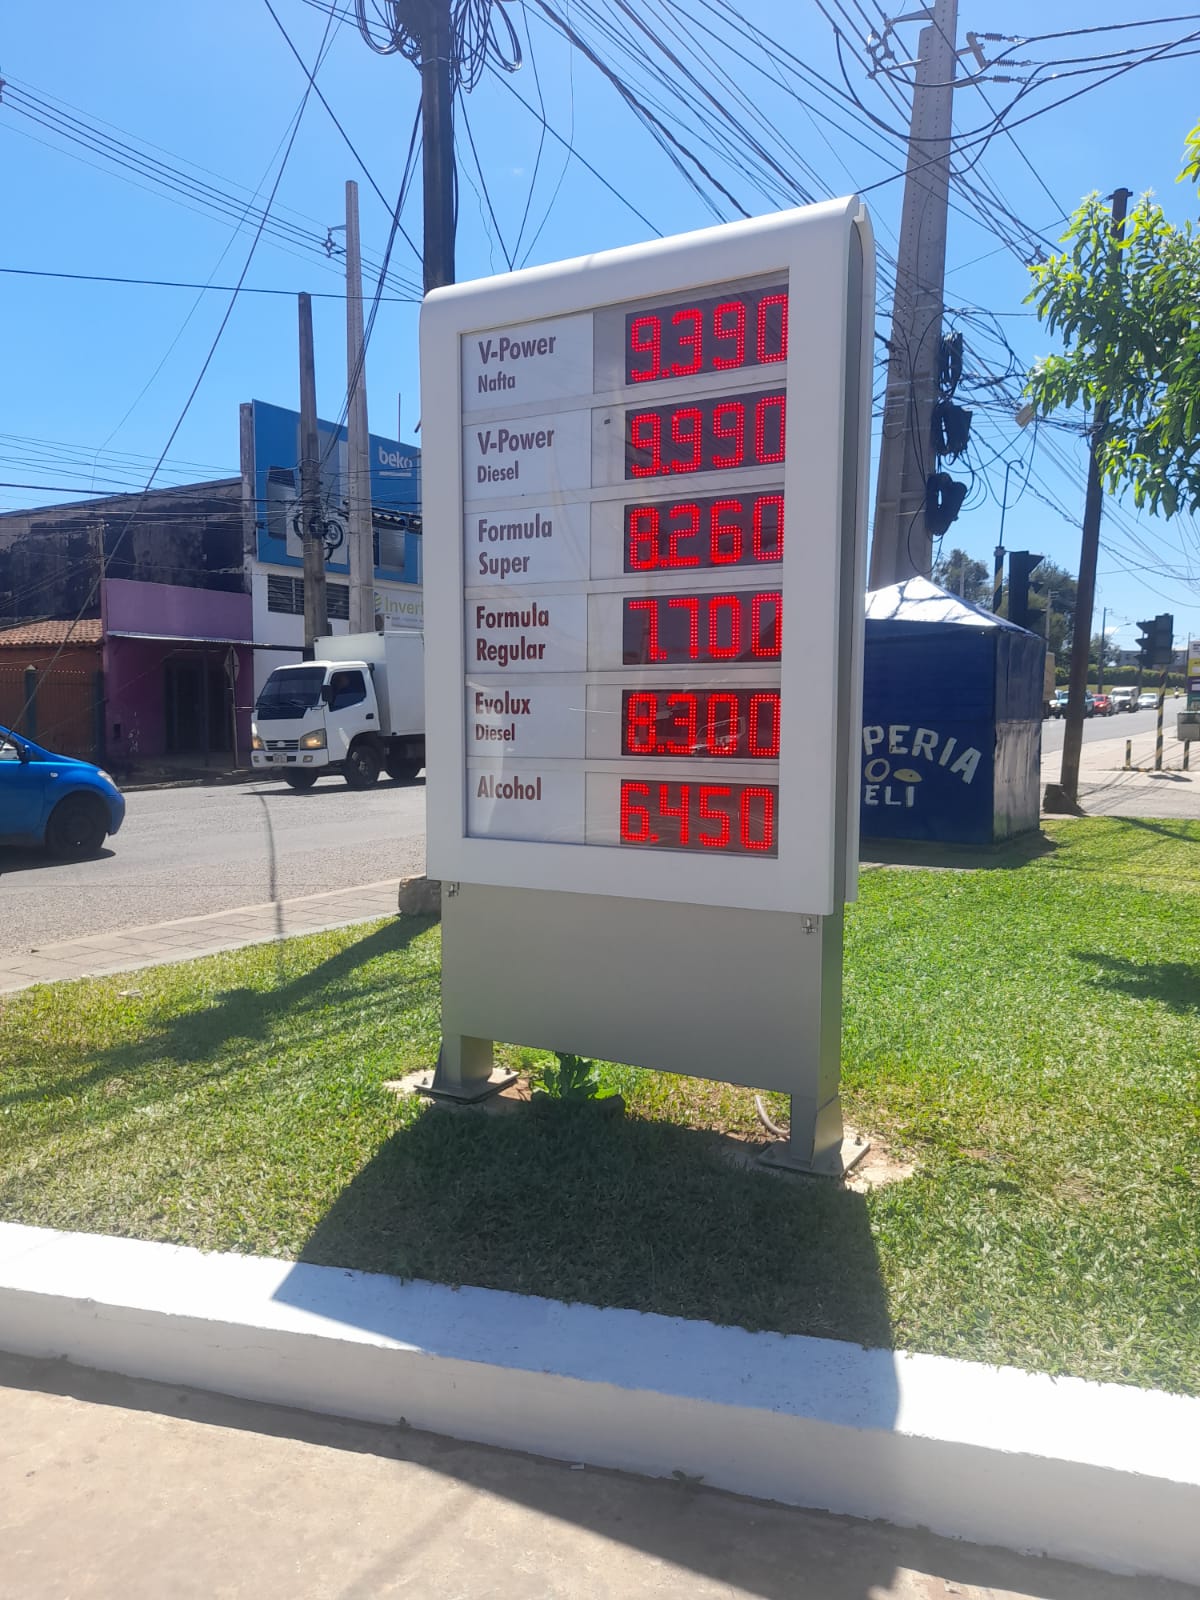 V-Power
Nafta
9.390
V-Power
Diesel
9.990
Formula
Super
8.260
Formula
Regular
7.700
Evolux
Diesel
8.300
Alcohol
6.450
beko
Invert
PERIA
ELI